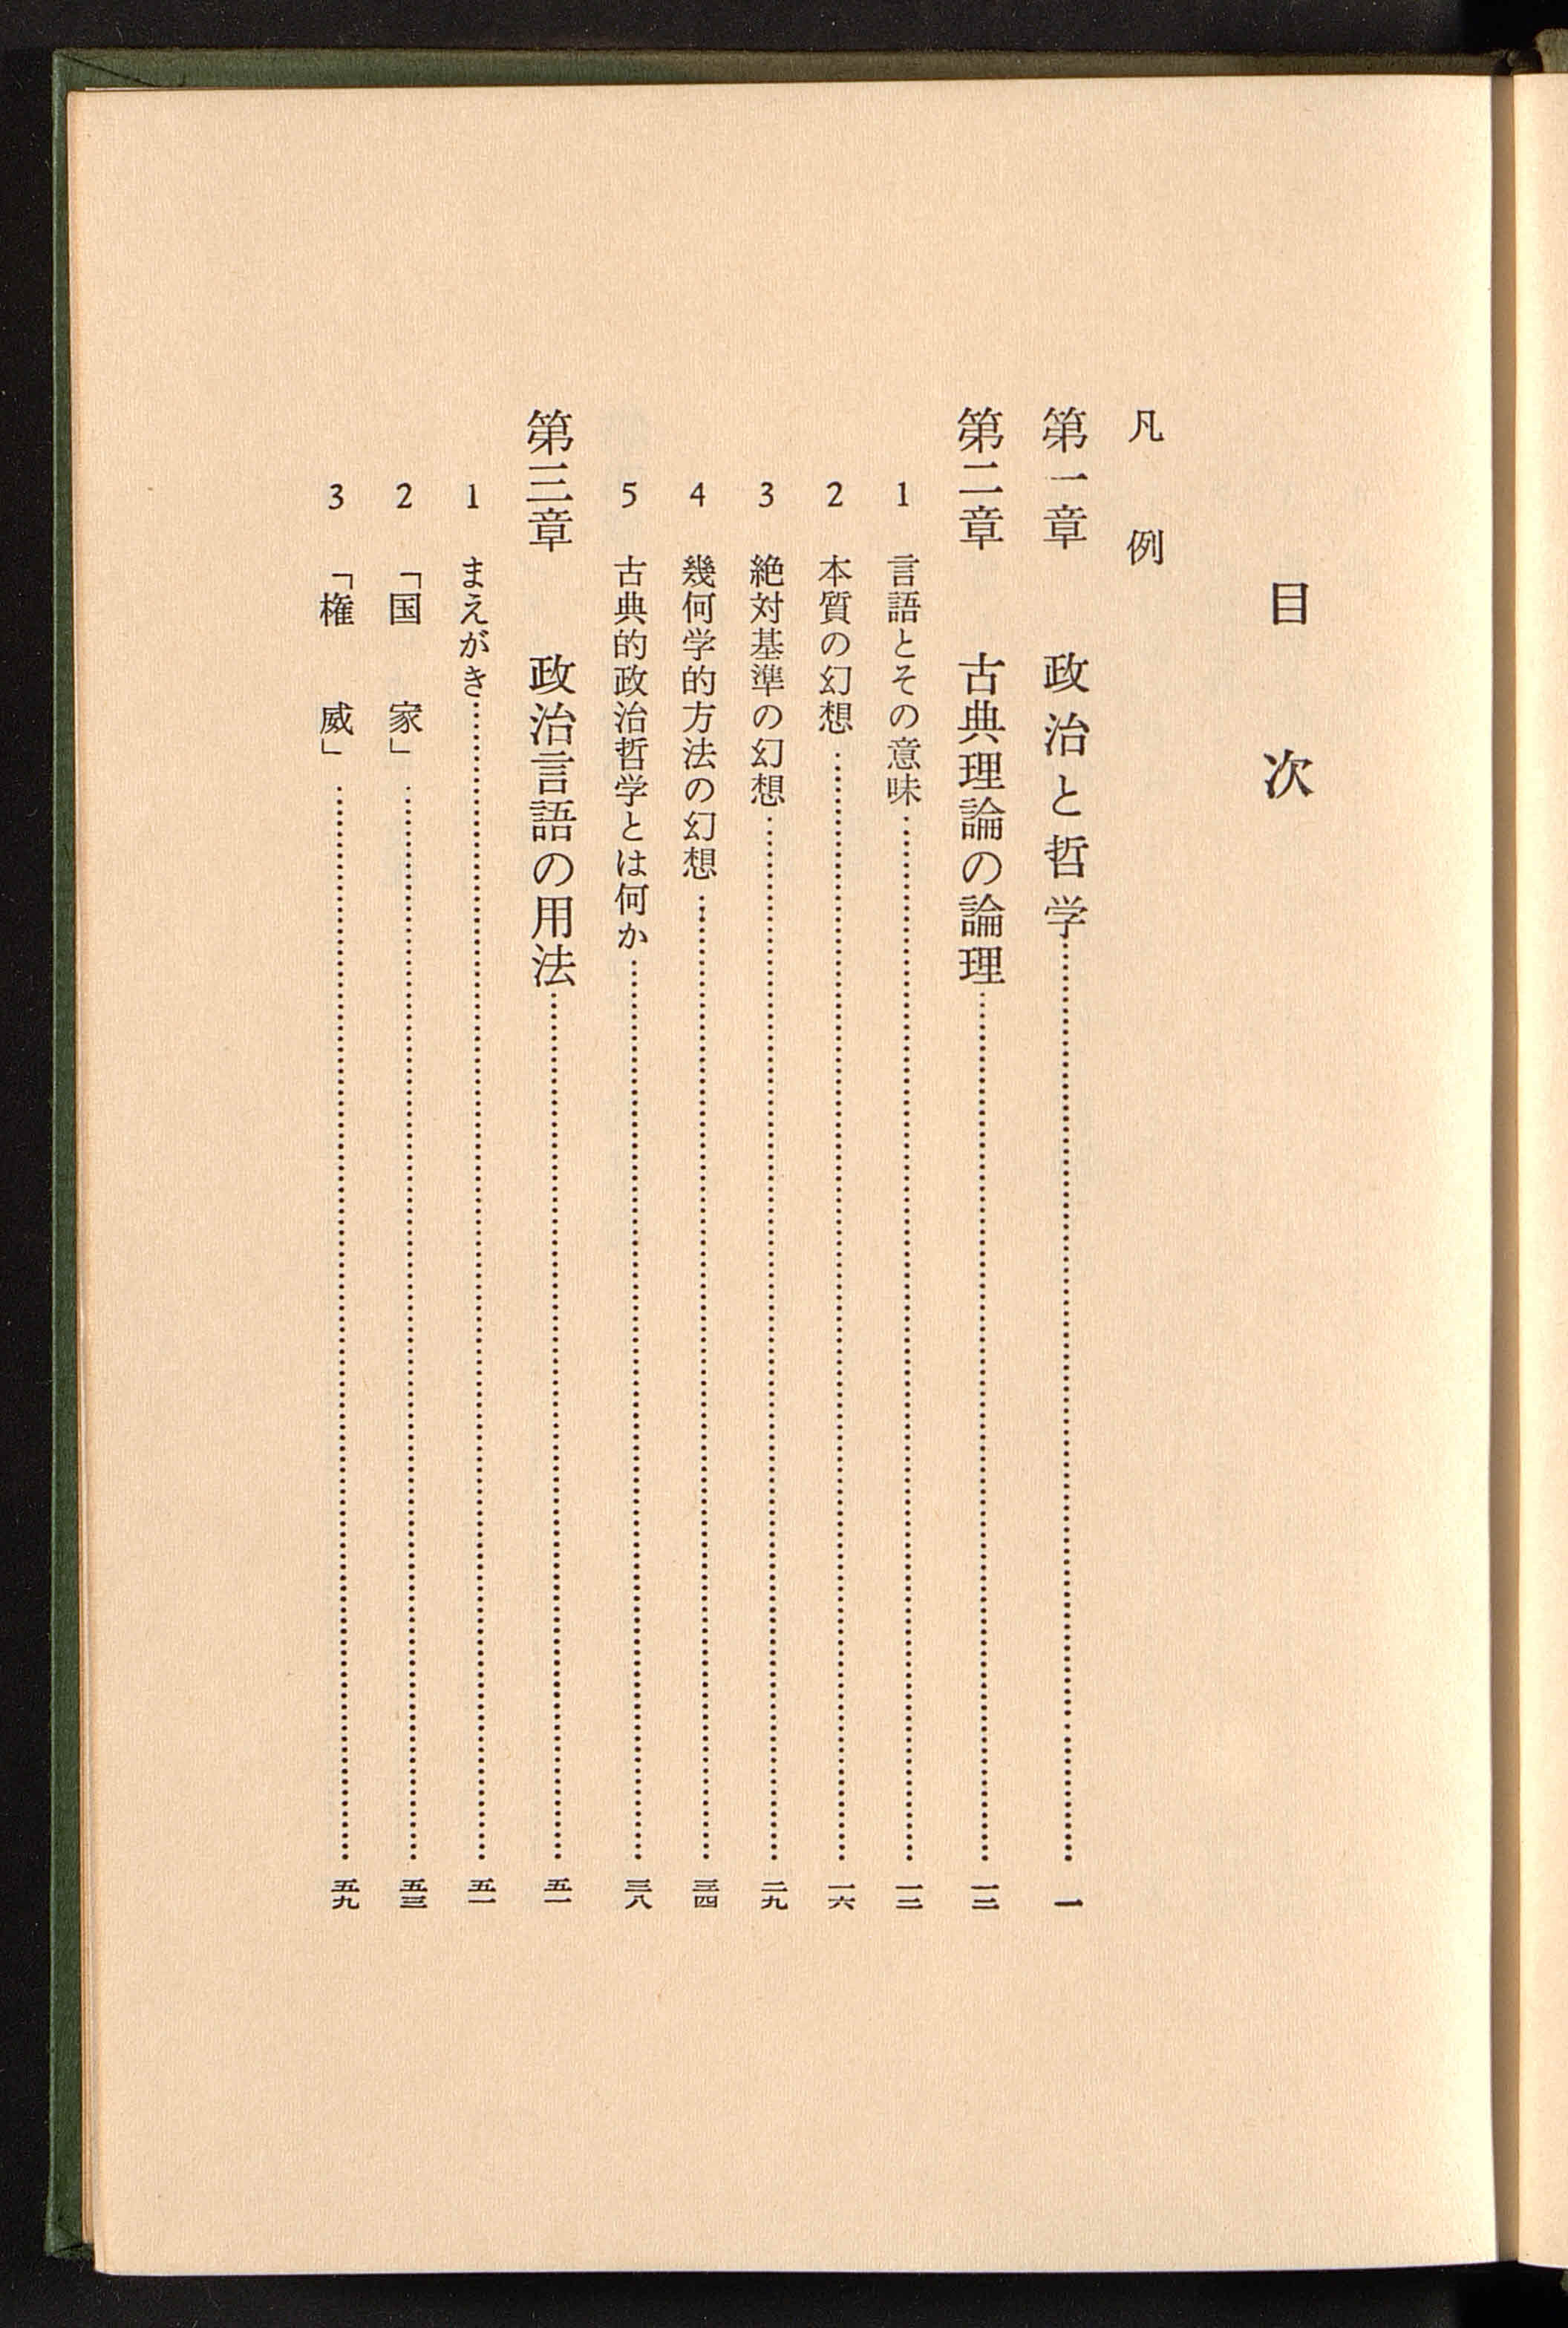 目次
凡例
第一章　政治と哲学……………一
第二章　古典理論の論理……………一二
1　言語とその意味……………一二
2　本質の幻想……………一六
3　絶対基準の幻想……………二九
4　幾何学的方法の幻想……………三四
5　古典的政治哲学とは何か……………三八
第三章　政治言語の用法……………五一
1　まえがき……………五一
2　「国家」……………五三
3　「権威」……………五九